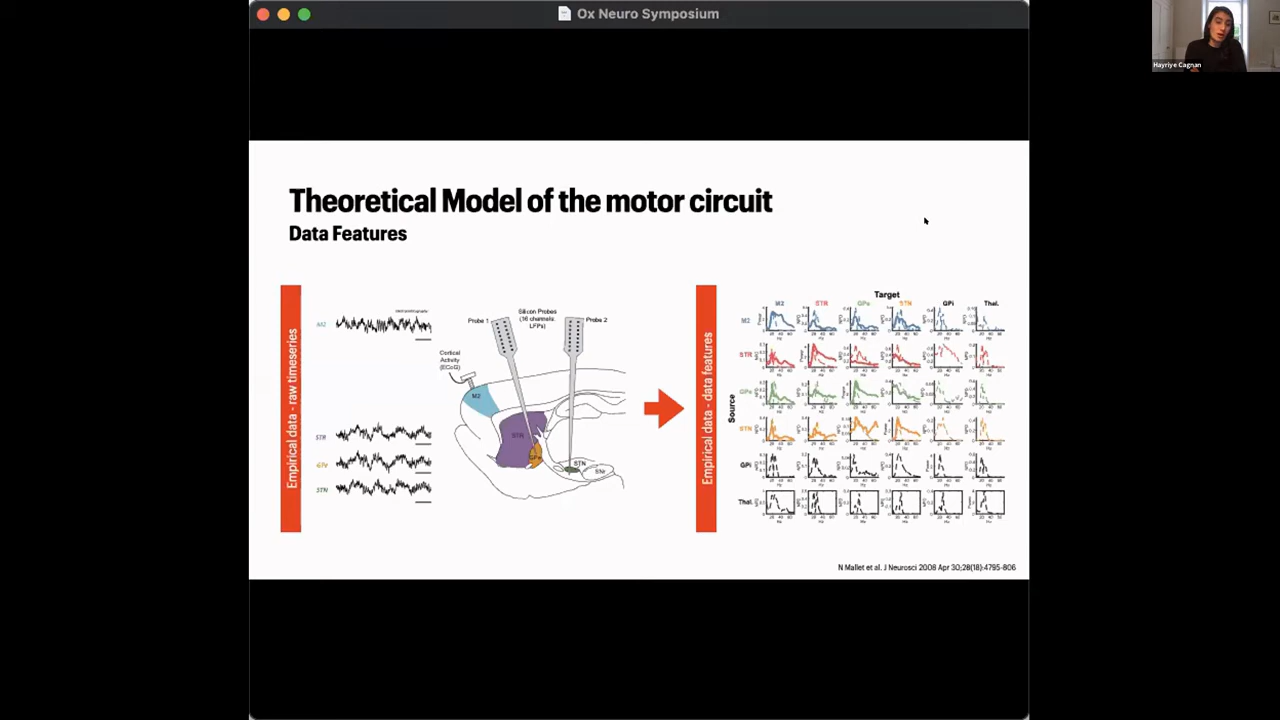 Ox Neuro Symposium
Hayriye Cagnan
Theoretical Model of the motor circuit
Data Features
Empirical data - raw timeseries
M2
STR
GPe
STN
Silicon Probes
(16 channels:
LFPs)
Probe 1
Probe 2
Cortical
Activity
(ECoG)
M2
STR
GPe
STN
SNr
Empirical data - data features
Target
M2
STR
GPe
STN
GPi
Thal.
Source
M2
STR
GPe
STN
GPi
Thal.
N Mallet et al. J Neurosci 2008 Apr 30;28(18):4795-806